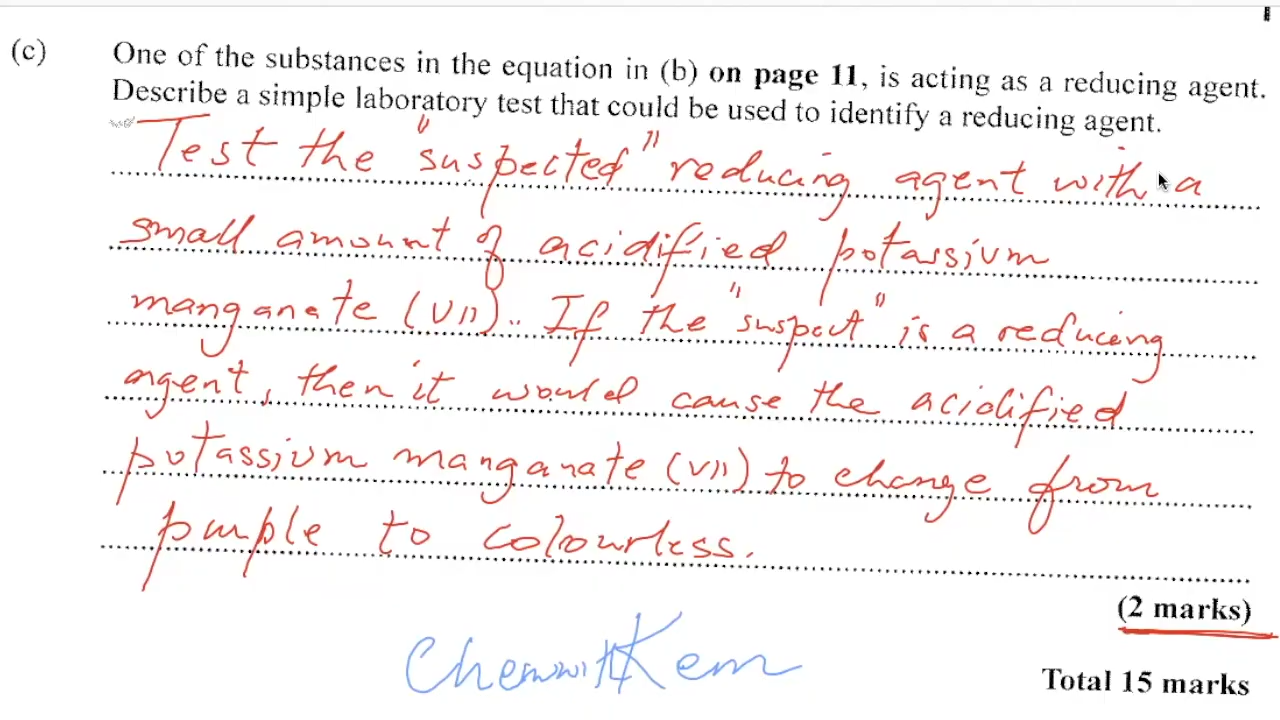 (c) One of the substances in the equation in (b) on page 11, is acting as a reducing agent.
Describe a simple laboratory test that could be used to identify a reducing agent.
Test the "suspected" reducing agent with a
small amount of acidified potassium
manganate (VII). If the "suspect" is a reducing
agent, then it would cause the acidified
potassium manganate (VII) to change from
purple to colourless.
(2 marks)
ChemwitKem
Total 15 marks